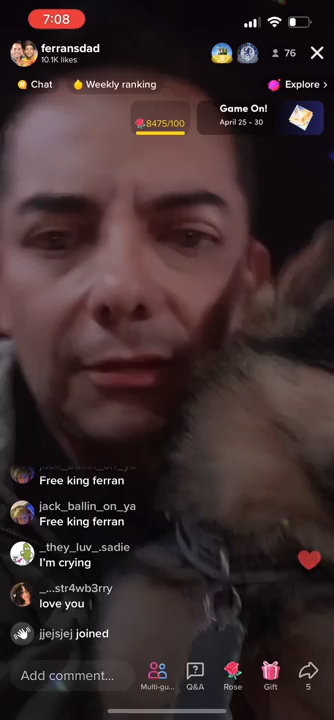 7:08
ferransdad
10.1K likes
76
Chat
Weekly ranking
Explore >
8475/100
Game On!
April 25 - 30
jack_ballin_on_ya
Free king ferran
jack_ballin_on_ya
Free king ferran
_they_luv_.sadie
I'm crying
_...str4wb3rry
love you
jjejsjej joined
Add comment...
Multi-gu...
Q&A
Rose
Gift
5